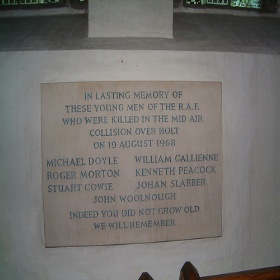 IN LASTING MEMORY OF
THESE YOUNG MEN OF THE R.A.F.
WHO WERE KILLED IN THE MID AIR
COLLISION OVER HOLT
ON 19 AUGUST 1968
MICHAEL DOYLE WILLIAM GALLIENNE
ROGER MORTON KENNETH PEACOCK
STUART COWIE JOHAN SLABBER
JOHN WOOLNOUGH
INDEED YOU DID NOT GROW OLD
WE WILL REMEMBER